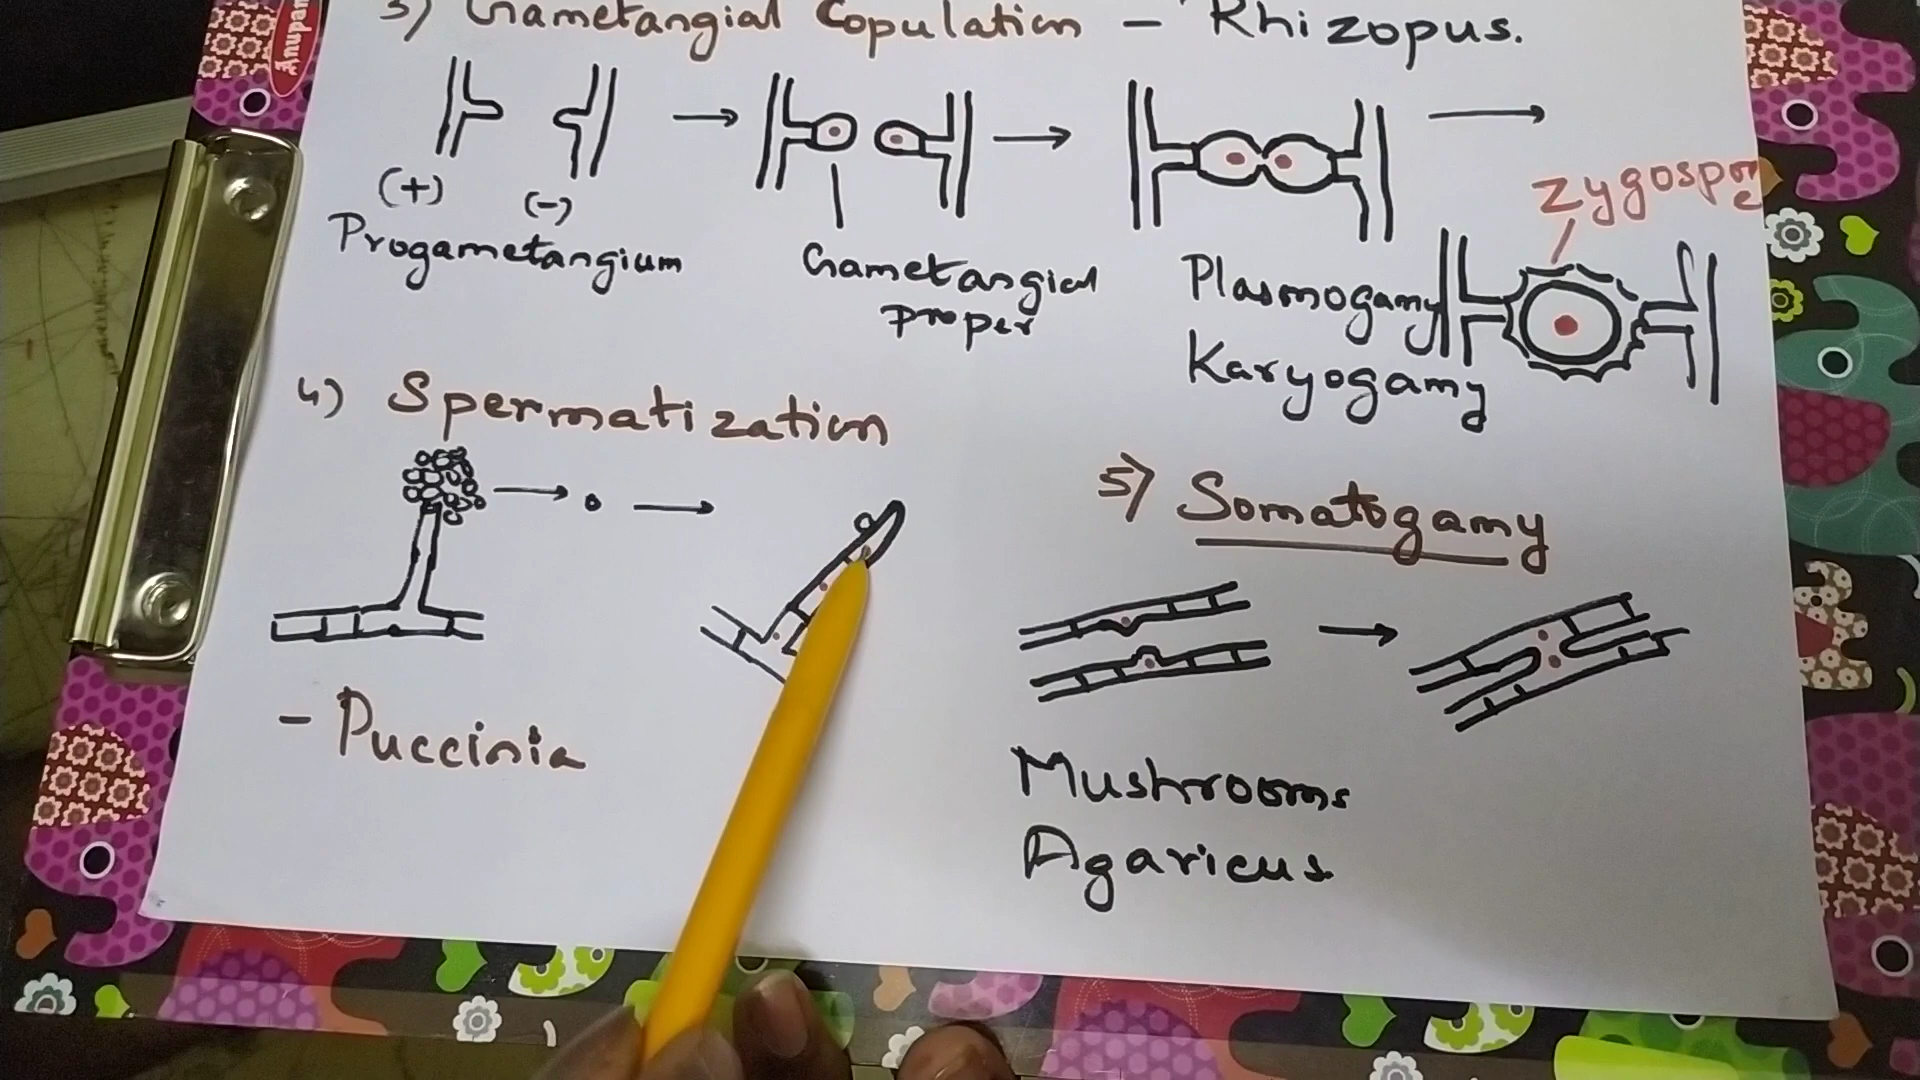 3) Gametangial Copulation - Rhizopus.
(+) (-)
Progametangium
Gametangial
proper
Plasmogamy
Karyogamy
Zygospore
4) Spermatization
- Puccinia
5) Somatogamy
Mushrooms
Agaricus
Anupam